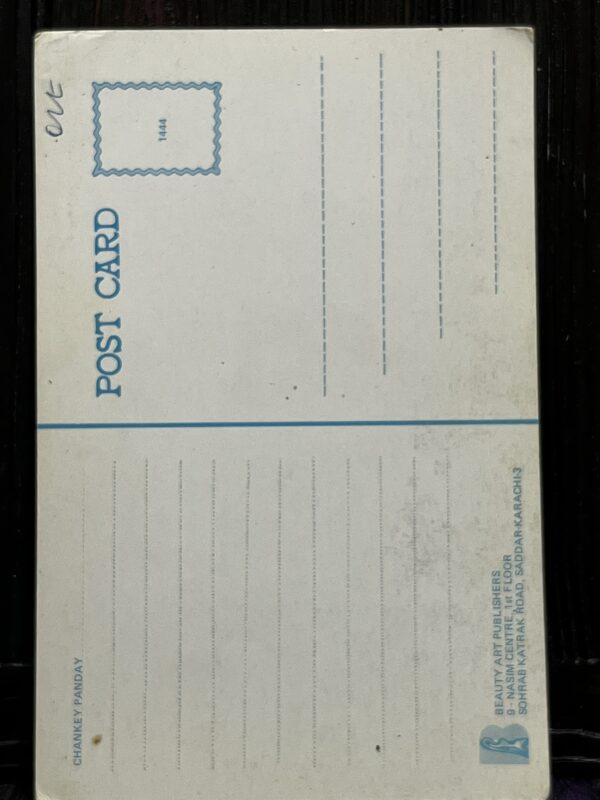 CHANKEY PANDAY
POST CARD
1444
BEAUTY ART PUBLISHERS
9 - NASIM CENTRE, 1st FLOOR
SOHRAB KATRAK ROAD, SADDAR-KARACHI-3